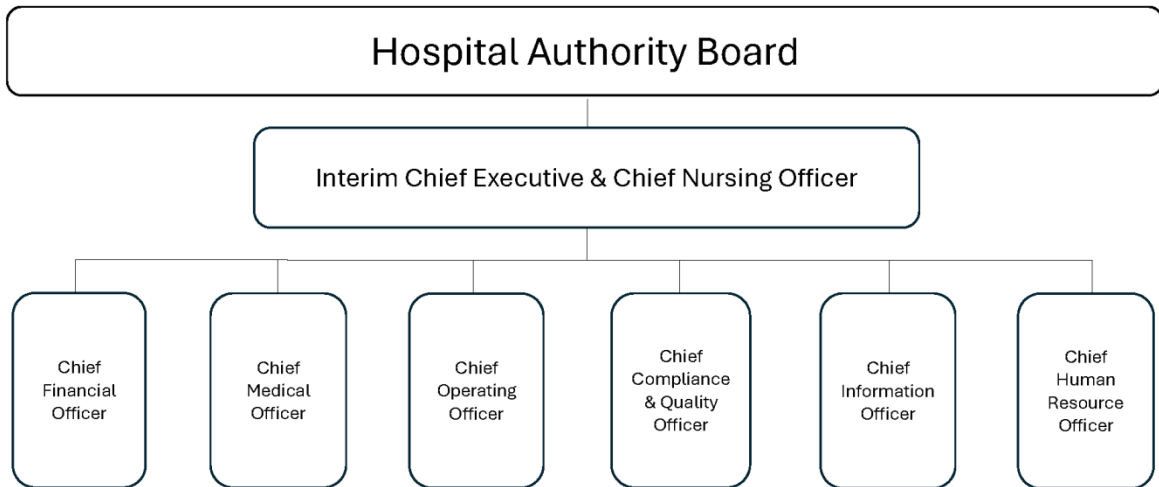 Hospital Authority Board
Interim Chief Executive & Chief Nursing Officer
Chief
Financial
Officer
Chief
Medical
Officer
Chief
Operating
Officer
Chief
Compliance
& Quality
Officer
Chief
Information
Officer
Chief
Human
Resource
Officer